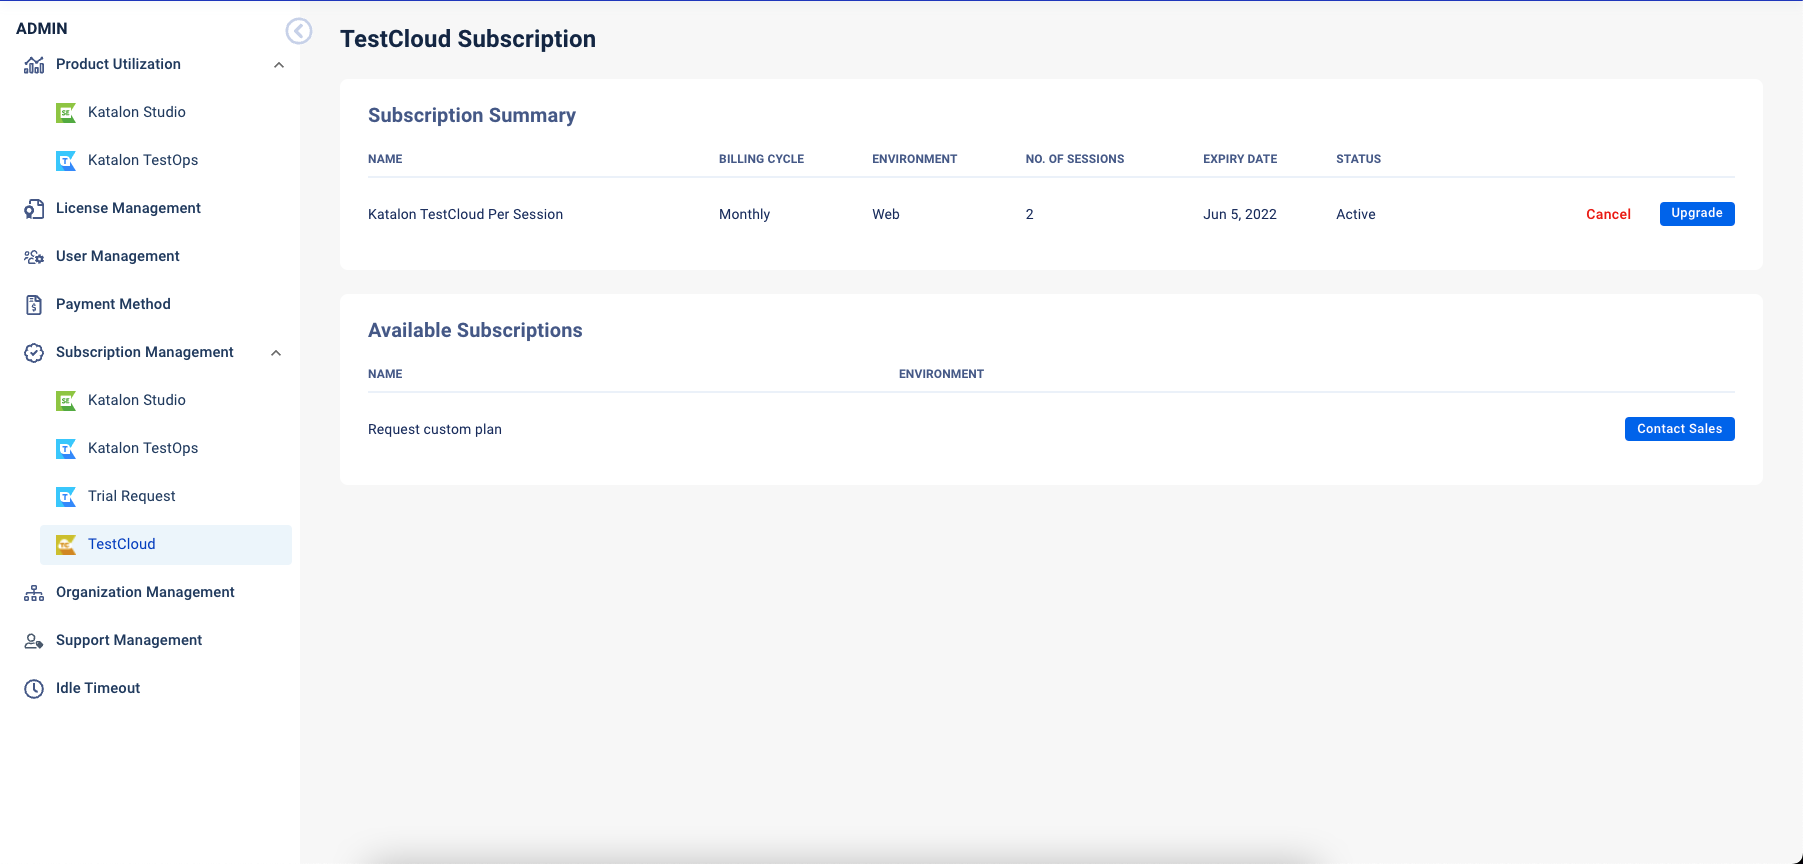 ADMIN
Product Utilization
Katalon Studio
Katalon TestOps
License Management
User Management
Payment Method
Subscription Management
Katalon Studio
Katalon TestOps
Trial Request
TestCloud
Organization Management
Support Management
Idle Timeout
TestCloud Subscription
Subscription Summary
NAME BILLING CYCLE ENVIRONMENT NO. OF SESSIONS EXPIRY DATE STATUS
Katalon TestCloud Per Session Monthly Web 2 Jun 5, 2022 Active Cancel Upgrade
Available Subscriptions
NAME ENVIRONMENT
Request custom plan Contact Sales